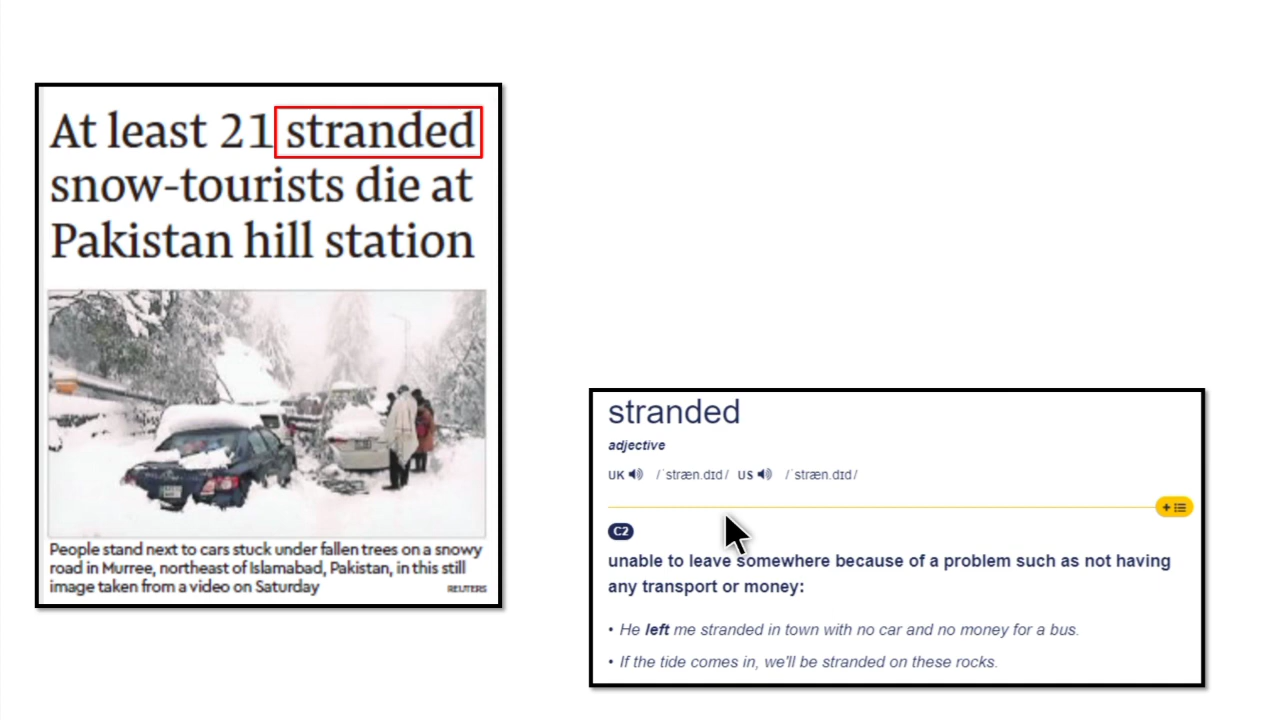 At least 21 stranded
snow-tourists die at
Pakistan hill station
People stand next to cars stuck under fallen trees on a snowy
road in Murree, northeast of Islamabad, Pakistan, in this still
image taken from a video on Saturday
REUTERS
stranded
adjective
UK /ˈstræn.dɪd/ US /ˈstræn.dɪd/
C2
unable to leave somewhere because of a problem such as not having
any transport or money:
• He left me stranded in town with no car and no money for a bus.
• If the tide comes in, we'll be stranded on these rocks.